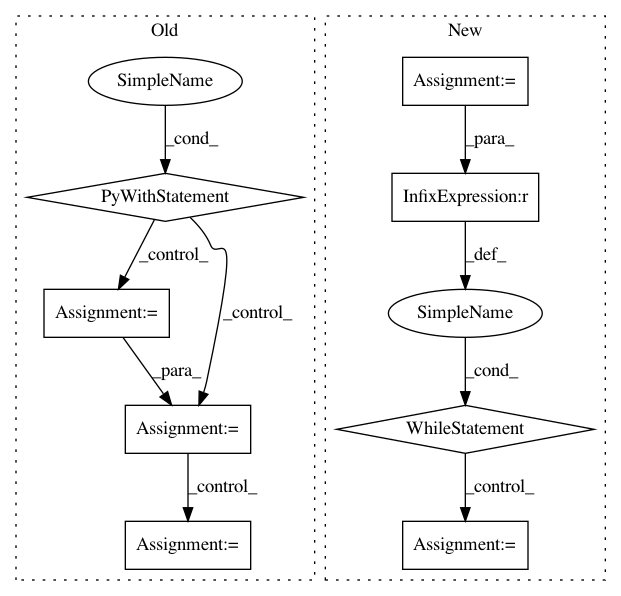 Old
SimpleName
_cond_
PyWithStatement
_control_
Assignment:=
_control_
_para_
Assignment:=
_control_
Assignment:=
New
Assignment:=
_para_
InfixExpression:r
_def_
SimpleName
_cond_
WhileStatement
_control_
Assignment:=